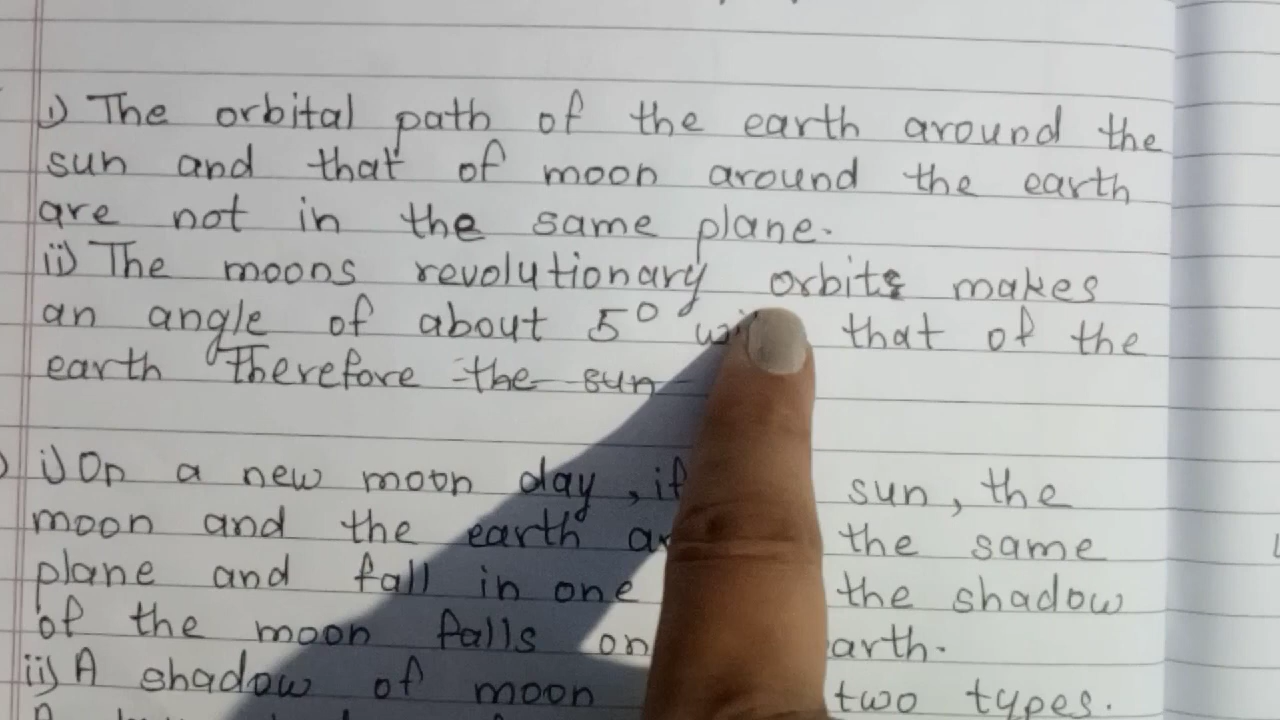 i) The orbital path of the earth around the
sun and that of moon around the earth
are not in the same plane.
ii) The moons revolutionary orbits makes
an angle of about 5° that of the
earth Therefore the sun
i) On a new moon day, if sun, the
moon and the earth the same
plane and fall in one the shadow
of the moon falls on arth.
ii) A shadow of moon two types.